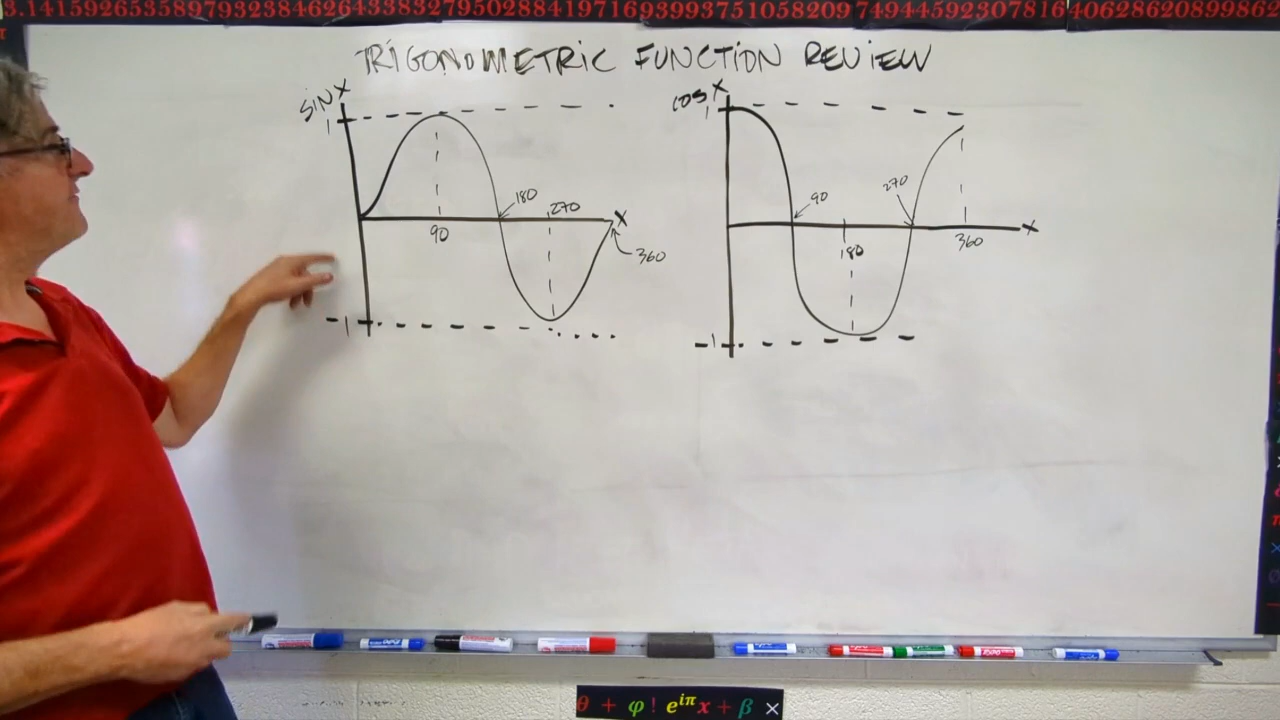 3.14159265358979323846264338327950288419716939937510582097494459230781640628620899862
TRIGONOMETRIC FUNCTION REVIEW
sin x
1
90
180
270
x
360
-1
cos x
1
90
180
270
360
x
-1
θ + φ ! e^{iπ} x + β ×